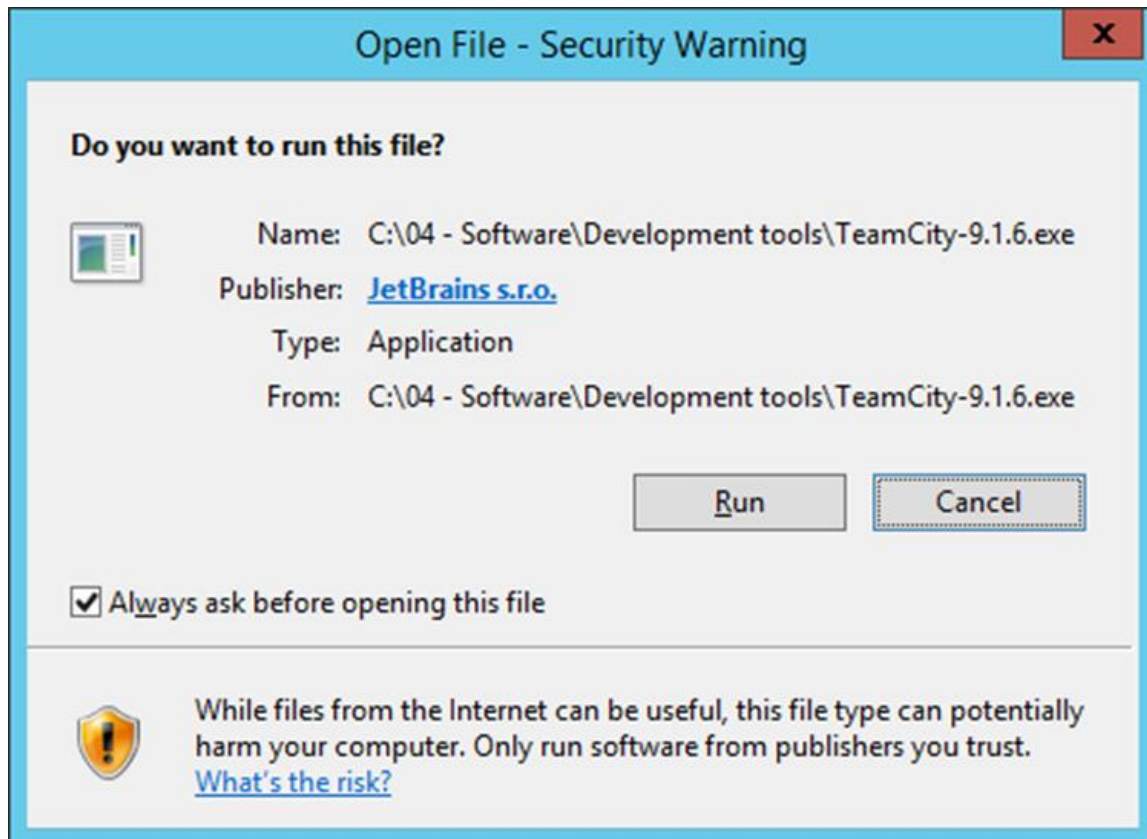 Open File - Security Warning
x
Do you want to run this file?
Name: C:\04 - Software\Development tools\TeamCity-9.1.6.exe
Publisher: JetBrains s.r.o.
Type: Application
From: C:\04 - Software\Development tools\TeamCity-9.1.6.exe
Run Cancel
Always ask before opening this file
While files from the Internet can be useful, this file type can potentially
harm your computer. Only run software from publishers you trust.
What's the risk?